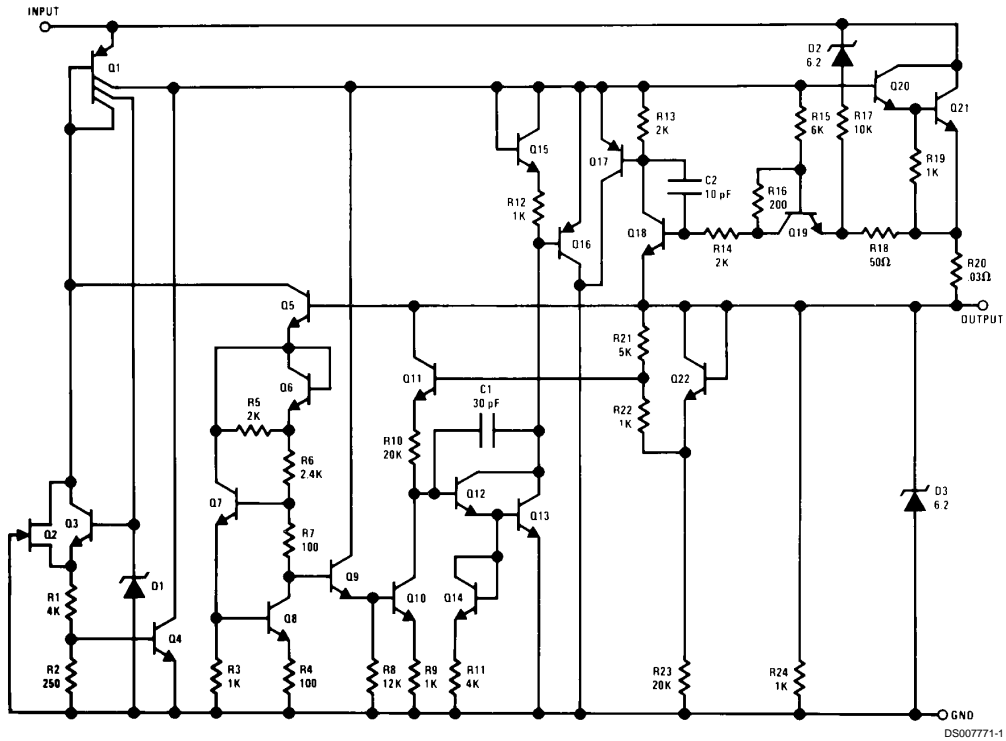 INPUT
Q1
D2
6.2
Q20
Q21
R13
2K
R15
6K
R17
10K
Q15
Q17
R19
1K
C2
10 pF
R12
1K
R16
200
Q16
Q18
R14
2K
Q19
R18
50Ω
R20
.03Ω
OUTPUT
Q5
R21
5K
Q6
Q11
Q22
C1
30 pF
R5
2K
R22
1K
R10
20K
R6
2.4K
Q7
Q12
Q13
D3
6.2
Q2
Q3
R7
100
D1
Q9
Q10
Q14
R1
4K
Q4
Q8
R2
250
R3
1K
R4
100
R8
12K
R9
1K
R11
4K
R23
20K
R24
1K
GND
DS007771-1